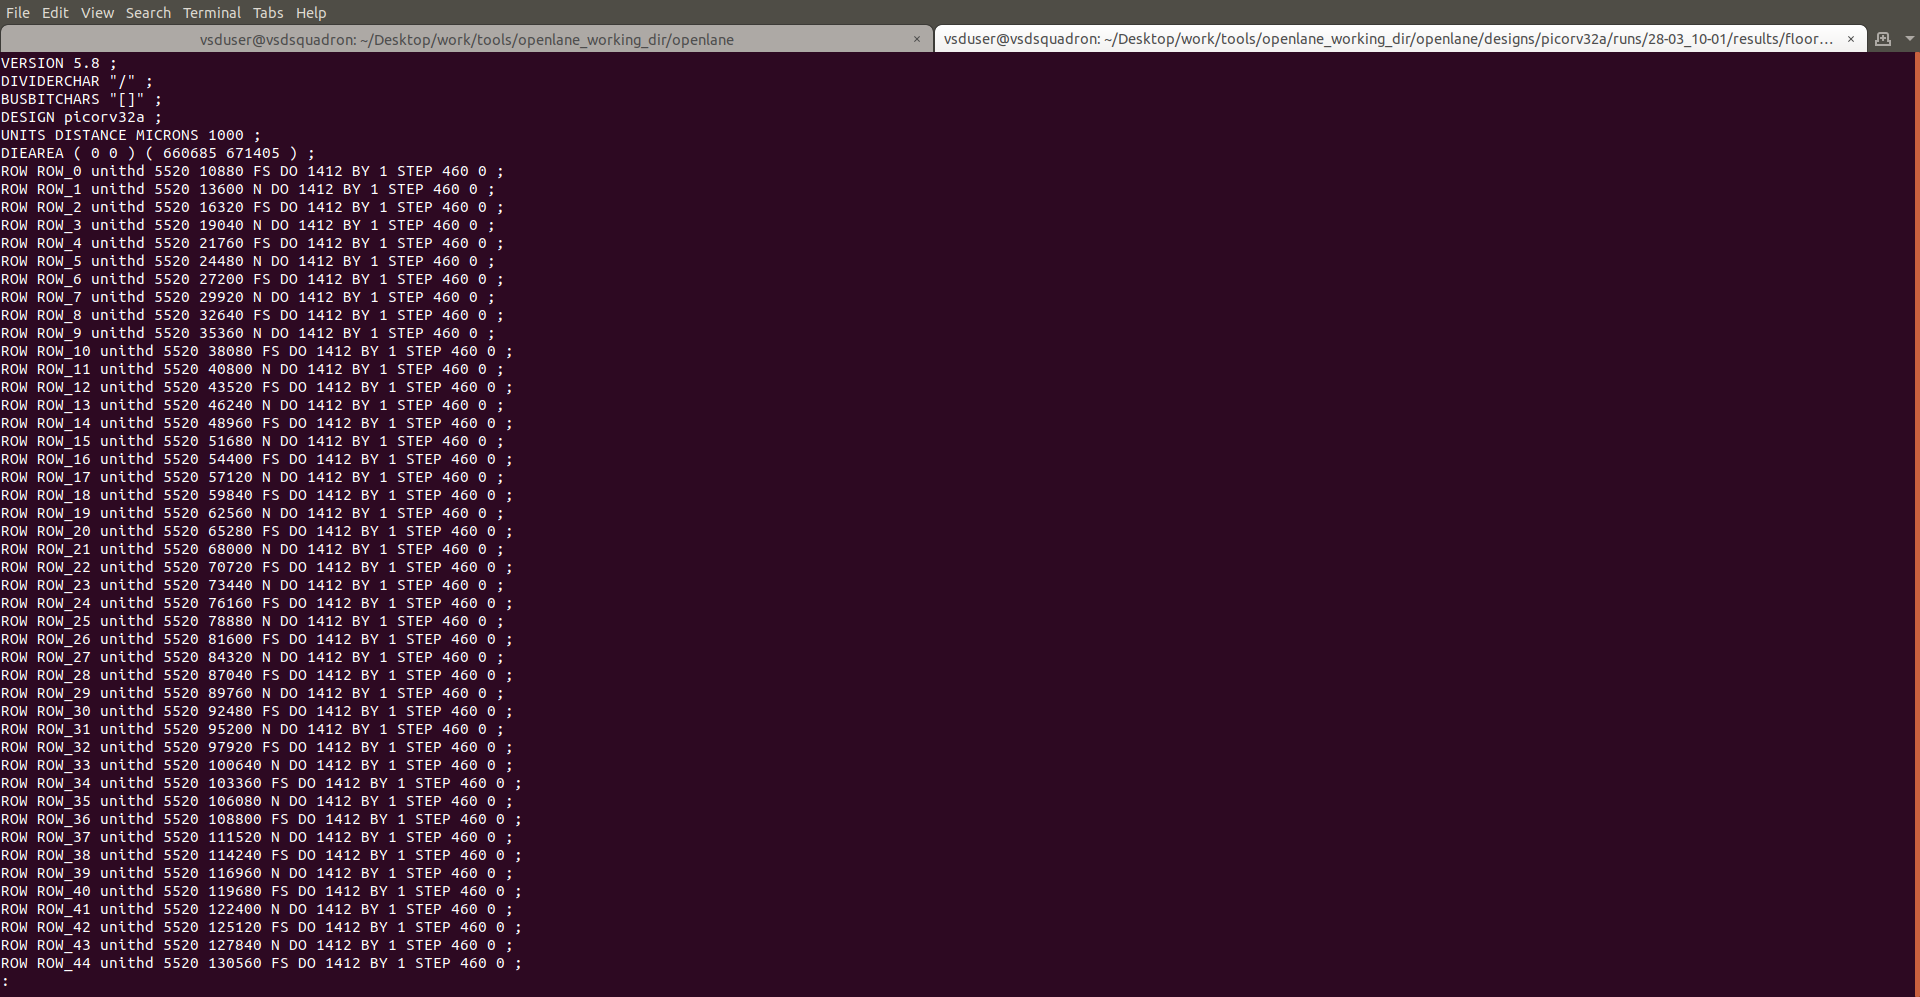 File Edit View Search Terminal Tabs Help
vsduser@vsdsquadron: ~/Desktop/work/tools/openlane_working_dir/openlane × vsduser@vsdsquadron: ~/Desktop/work/tools/openlane_working_dir/openlane/designs/picorv32a/runs/28-03_10-01/results/floor... ×
VERSION 5.8 ;
DIVIDERCHAR "/" ;
BUSBITCHARS "[]" ;
DESIGN picorv32a ;
UNITS DISTANCE MICRONS 1000 ;
DIEAREA ( 0 0 ) ( 660685 671405 ) ;
ROW ROW_0 unithd 5520 10880 FS DO 1412 BY 1 STEP 460 0 ;
ROW ROW_1 unithd 5520 13600 N DO 1412 BY 1 STEP 460 0 ;
ROW ROW_2 unithd 5520 16320 FS DO 1412 BY 1 STEP 460 0 ;
ROW ROW_3 unithd 5520 19040 N DO 1412 BY 1 STEP 460 0 ;
ROW ROW_4 unithd 5520 21760 FS DO 1412 BY 1 STEP 460 0 ;
ROW ROW_5 unithd 5520 24480 N DO 1412 BY 1 STEP 460 0 ;
ROW ROW_6 unithd 5520 27200 FS DO 1412 BY 1 STEP 460 0 ;
ROW ROW_7 unithd 5520 29920 N DO 1412 BY 1 STEP 460 0 ;
ROW ROW_8 unithd 5520 32640 FS DO 1412 BY 1 STEP 460 0 ;
ROW ROW_9 unithd 5520 35360 N DO 1412 BY 1 STEP 460 0 ;
ROW ROW_10 unithd 5520 38080 FS DO 1412 BY 1 STEP 460 0 ;
ROW ROW_11 unithd 5520 40800 N DO 1412 BY 1 STEP 460 0 ;
ROW ROW_12 unithd 5520 43520 FS DO 1412 BY 1 STEP 460 0 ;
ROW ROW_13 unithd 5520 46240 N DO 1412 BY 1 STEP 460 0 ;
ROW ROW_14 unithd 5520 48960 FS DO 1412 BY 1 STEP 460 0 ;
ROW ROW_15 unithd 5520 51680 N DO 1412 BY 1 STEP 460 0 ;
ROW ROW_16 unithd 5520 54400 FS DO 1412 BY 1 STEP 460 0 ;
ROW ROW_17 unithd 5520 57120 N DO 1412 BY 1 STEP 460 0 ;
ROW ROW_18 unithd 5520 59840 FS DO 1412 BY 1 STEP 460 0 ;
ROW ROW_19 unithd 5520 62560 N DO 1412 BY 1 STEP 460 0 ;
ROW ROW_20 unithd 5520 65280 FS DO 1412 BY 1 STEP 460 0 ;
ROW ROW_21 unithd 5520 68000 N DO 1412 BY 1 STEP 460 0 ;
ROW ROW_22 unithd 5520 70720 FS DO 1412 BY 1 STEP 460 0 ;
ROW ROW_23 unithd 5520 73440 N DO 1412 BY 1 STEP 460 0 ;
ROW ROW_24 unithd 5520 76160 FS DO 1412 BY 1 STEP 460 0 ;
ROW ROW_25 unithd 5520 78880 N DO 1412 BY 1 STEP 460 0 ;
ROW ROW_26 unithd 5520 81600 FS DO 1412 BY 1 STEP 460 0 ;
ROW ROW_27 unithd 5520 84320 N DO 1412 BY 1 STEP 460 0 ;
ROW ROW_28 unithd 5520 87040 FS DO 1412 BY 1 STEP 460 0 ;
ROW ROW_29 unithd 5520 89760 N DO 1412 BY 1 STEP 460 0 ;
ROW ROW_30 unithd 5520 92480 FS DO 1412 BY 1 STEP 460 0 ;
ROW ROW_31 unithd 5520 95200 N DO 1412 BY 1 STEP 460 0 ;
ROW ROW_32 unithd 5520 97920 FS DO 1412 BY 1 STEP 460 0 ;
ROW ROW_33 unithd 5520 100640 N DO 1412 BY 1 STEP 460 0 ;
ROW ROW_34 unithd 5520 103360 FS DO 1412 BY 1 STEP 460 0 ;
ROW ROW_35 unithd 5520 106080 N DO 1412 BY 1 STEP 460 0 ;
ROW ROW_36 unithd 5520 108800 FS DO 1412 BY 1 STEP 460 0 ;
ROW ROW_37 unithd 5520 111520 N DO 1412 BY 1 STEP 460 0 ;
ROW ROW_38 unithd 5520 114240 FS DO 1412 BY 1 STEP 460 0 ;
ROW ROW_39 unithd 5520 116960 N DO 1412 BY 1 STEP 460 0 ;
ROW ROW_40 unithd 5520 119680 FS DO 1412 BY 1 STEP 460 0 ;
ROW ROW_41 unithd 5520 122400 N DO 1412 BY 1 STEP 460 0 ;
ROW ROW_42 unithd 5520 125120 FS DO 1412 BY 1 STEP 460 0 ;
ROW ROW_43 unithd 5520 127840 N DO 1412 BY 1 STEP 460 0 ;
ROW ROW_44 unithd 5520 130560 FS DO 1412 BY 1 STEP 460 0 ;
: